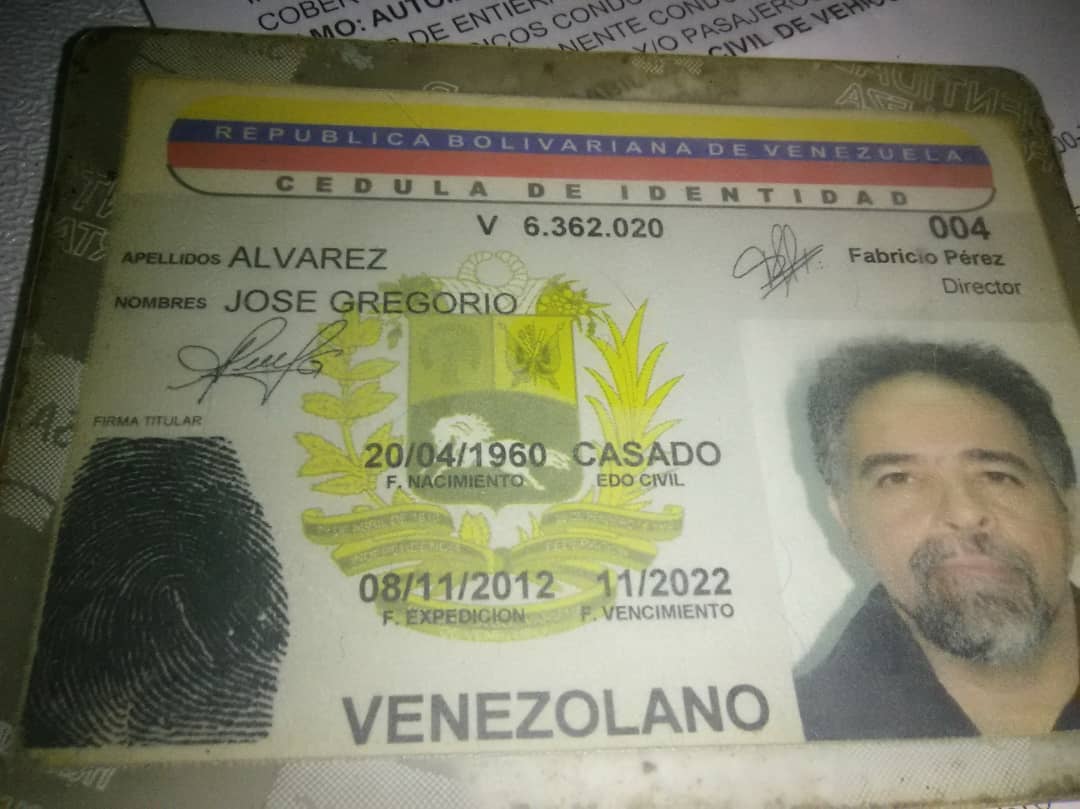 COBER
MO: AUTOM
DE ENTIER
ICOS CONDU
NENTE CONDU
Y/O PASAJERO
CIVIL DE VEHIC
REPUBLICA BOLIVARIANA DE VENEZUELA
CEDULA DE IDENTIDAD
V 6.362.020
004
APELLIDOS ALVAREZ
Fabricio Pérez
Director
NOMBRES JOSE GREGORIO
FIRMA TITULAR
20/04/1960 CASADO
F. NACIMIENTO EDO CIVIL
08/11/2012 11/2022
F. EXPEDICION F. VENCIMIENTO
VENEZOLANO